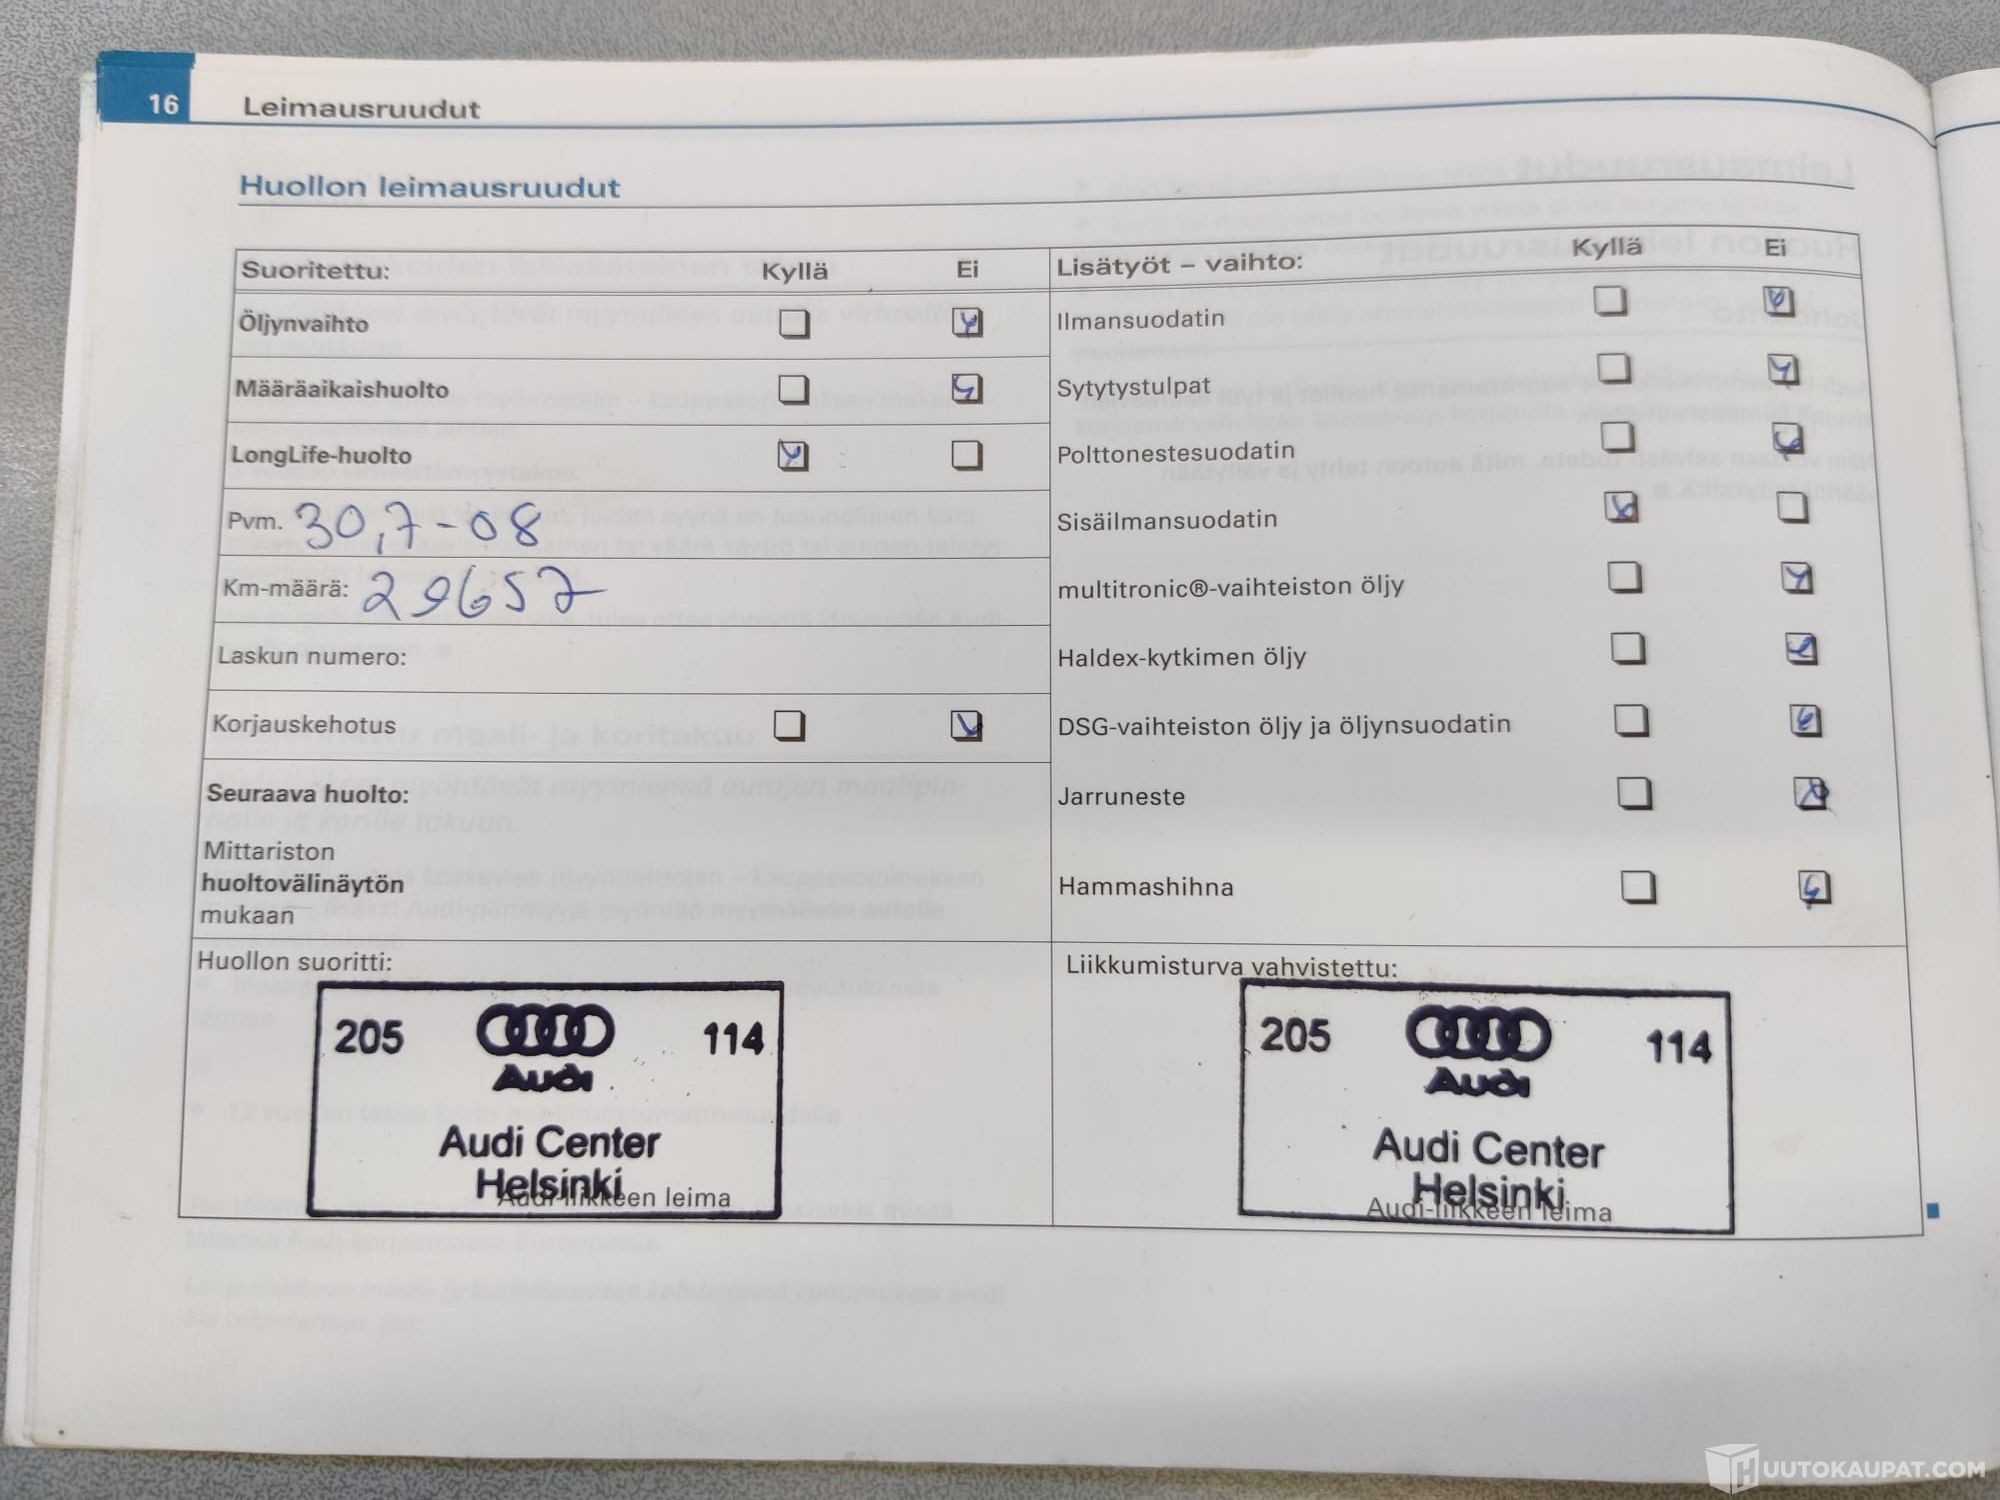 16 Leimausruudut
Huollon leimausruudut
Suoritettu: Kyllä Ei
Öljynvaihto
Määräaikaishuolto
LongLife-huolto
Pvm. 30,7-08
Km-määrä: 29657
Laskun numero:
Korjauskehotus
Seuraava huolto:
Mittariston
huoltovälinäytön
mukaan
Huollon suoritti:
205 Audi 114
Audi Center
Helsinki
Audi-liikkeen leima
Lisätyöt – vaihto: Kyllä Ei
Ilmansuodatin
Sytytystulpat
Polttonestesuodatin
Sisäilmansuodatin
multitronic®-vaihteiston öljy
Haldex-kytkimen öljy
DSG-vaihteiston öljy ja öljynsuodatin
Jarruneste
Hammashihna
Liikkumisturva vahvistettu:
205 Audi 114
Audi Center
Helsinki
Audi-liikkeen leima
HUUTOKAUPAT.COM